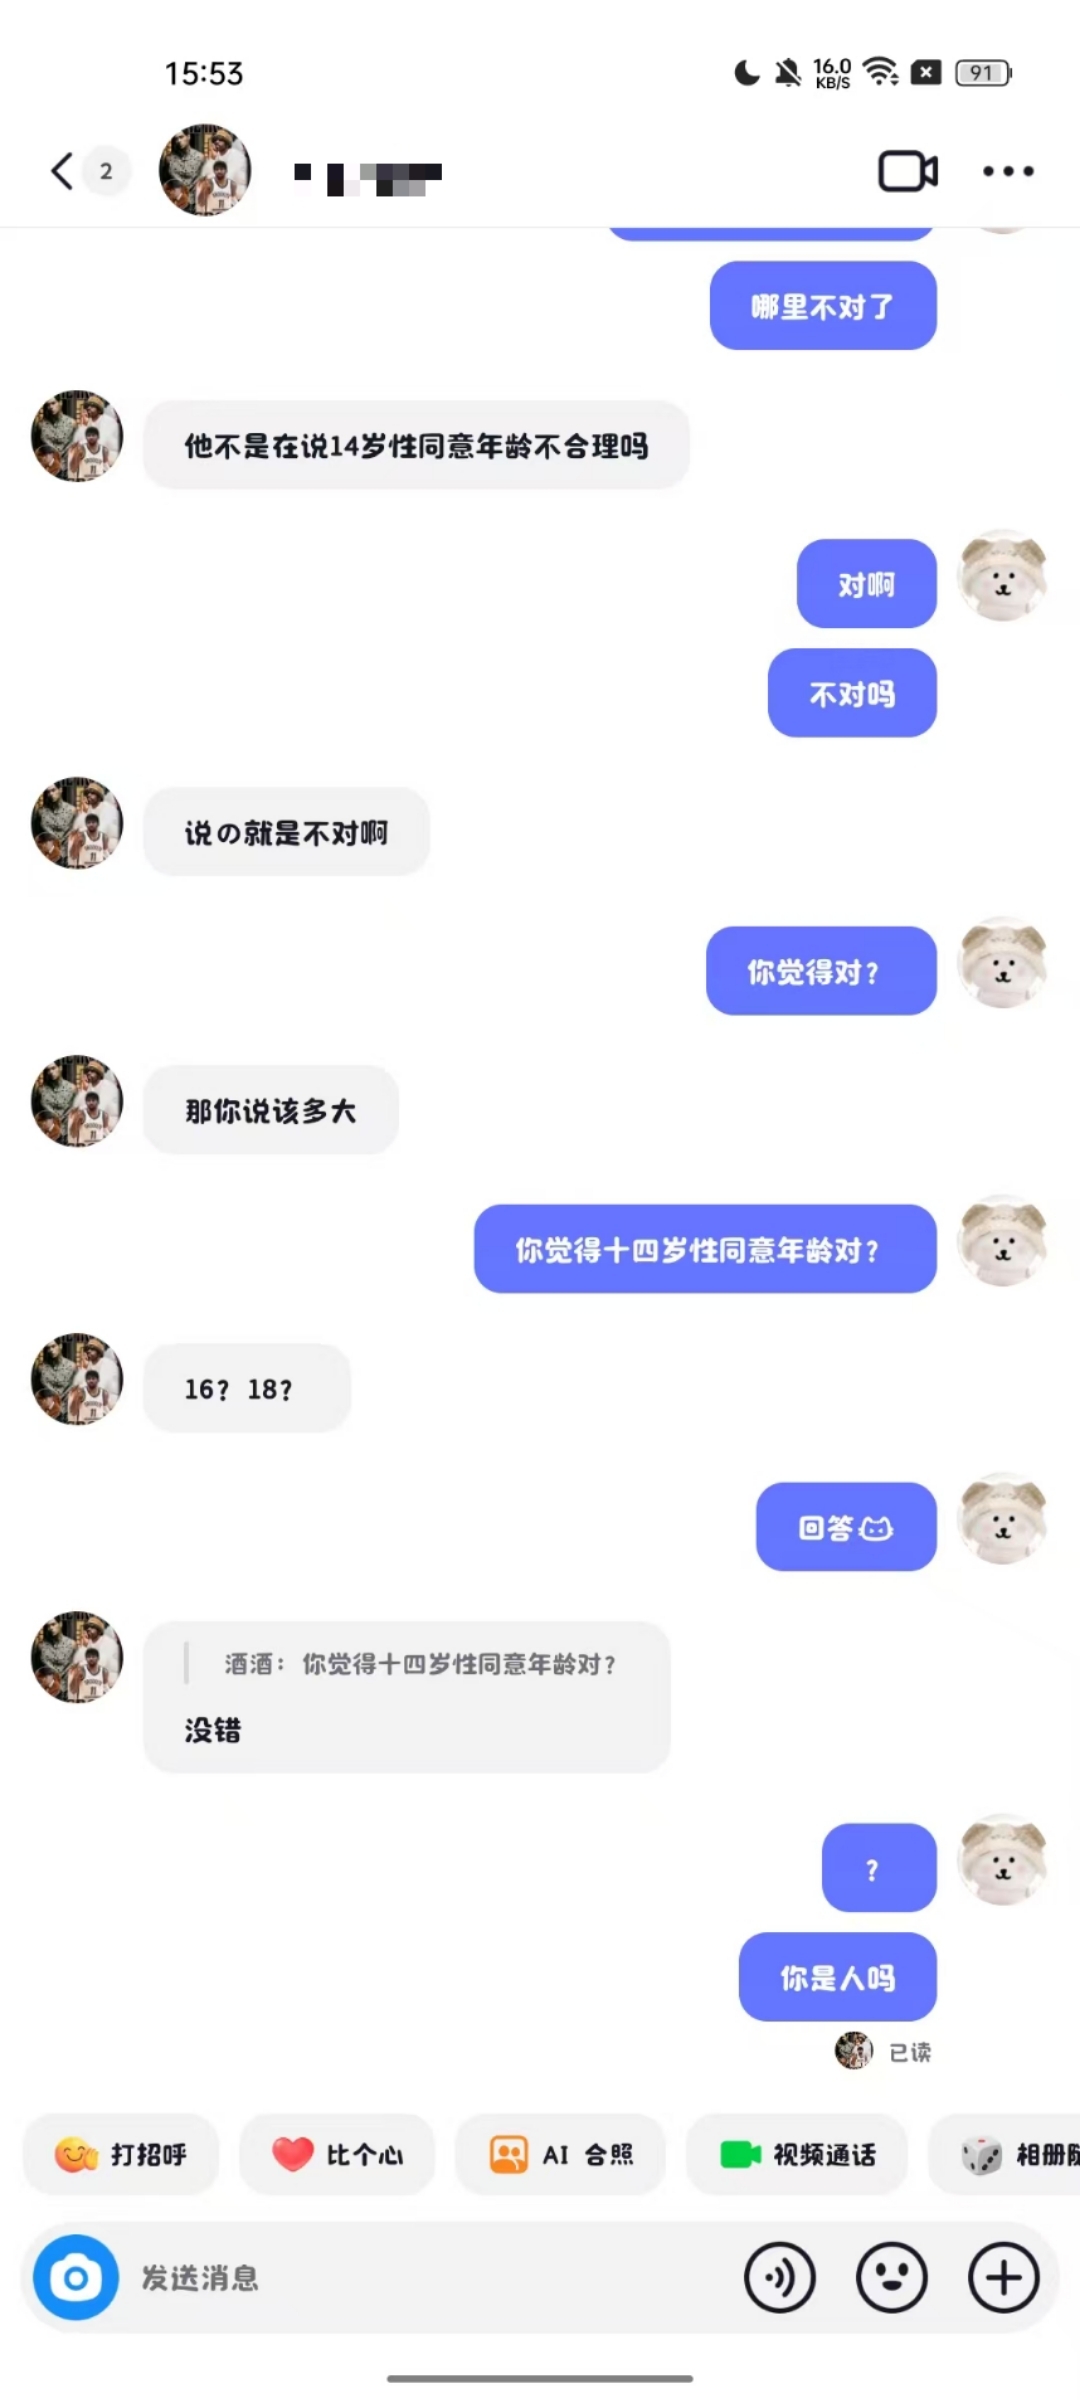 15:53
16.0
KB/S
91
2
哪里不对了
他不是在说14岁性同意年龄不合理吗
对啊
不对吗
说の就是不对啊
你觉得对?
那你说该多大
你觉得十四岁性同意年龄对?
16? 18?
回答
酒酒: 你觉得十四岁性同意年龄对?
没错
?
你是人吗
已读
打招呼
比个心
AI 合照
视频通话
相册
发送消息